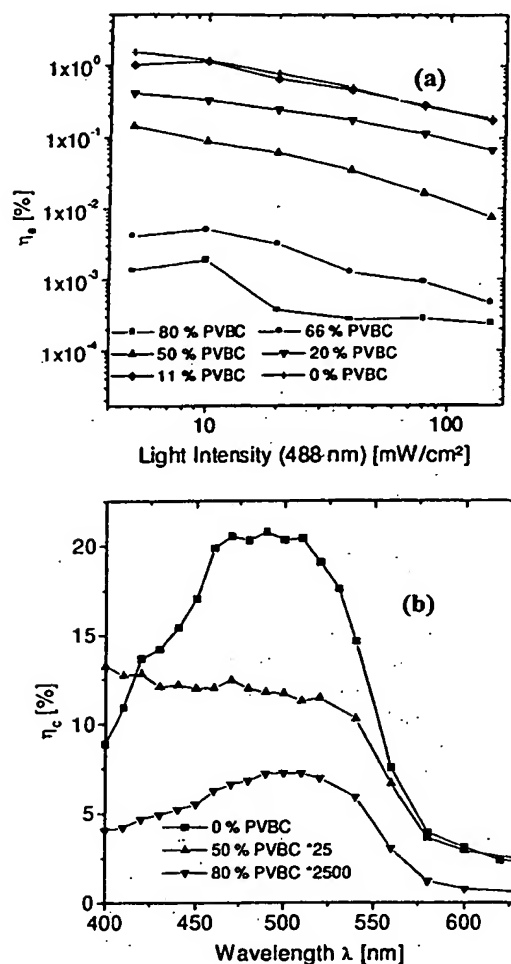 (a)
1x10⁰
1x10⁻¹
1x10⁻²
1x10⁻³
1x10⁻⁴
ηₑ [%]
80 % PVBC 66 % PVBC
50 % PVBC 20 % PVBC
11 % PVBC 0 % PVBC
10 100
Light Intensity (488 nm) [mW/cm²]
(b)
20
15
10
5
0
η_c [%]
0 % PVBC
50 % PVBC *25
80 % PVBC *2500
400 450 500 550 600
Wavelength λ [nm]